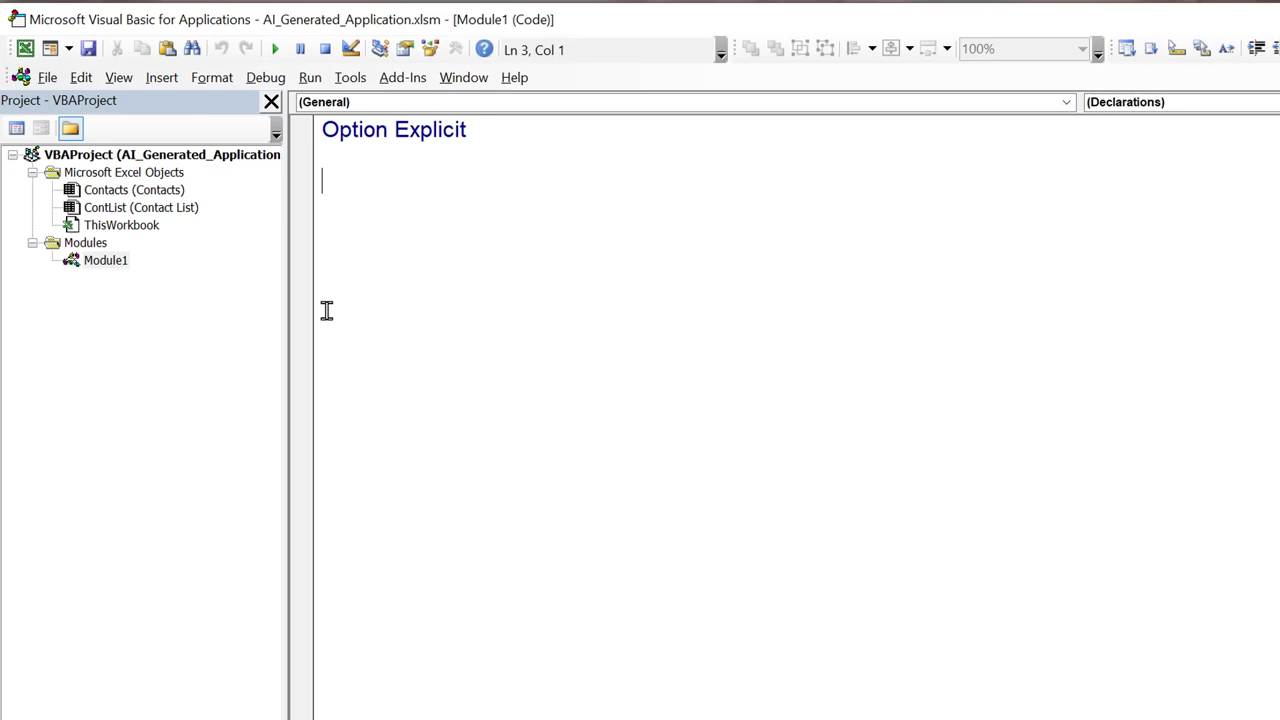 Microsoft Visual Basic for Applications - AI_Generated_Application.xlsm - [Module1 (Code)]
Ln 3, Col 1
100%
File Edit View Insert Format Debug Run Tools Add-Ins Window Help
Project - VBAProject
(General)
(Declarations)
Option Explicit
VBAProject (AI_Generated_Application
Microsoft Excel Objects
Contacts (Contacts)
ContList (Contact List)
ThisWorkbook
Modules
Module1